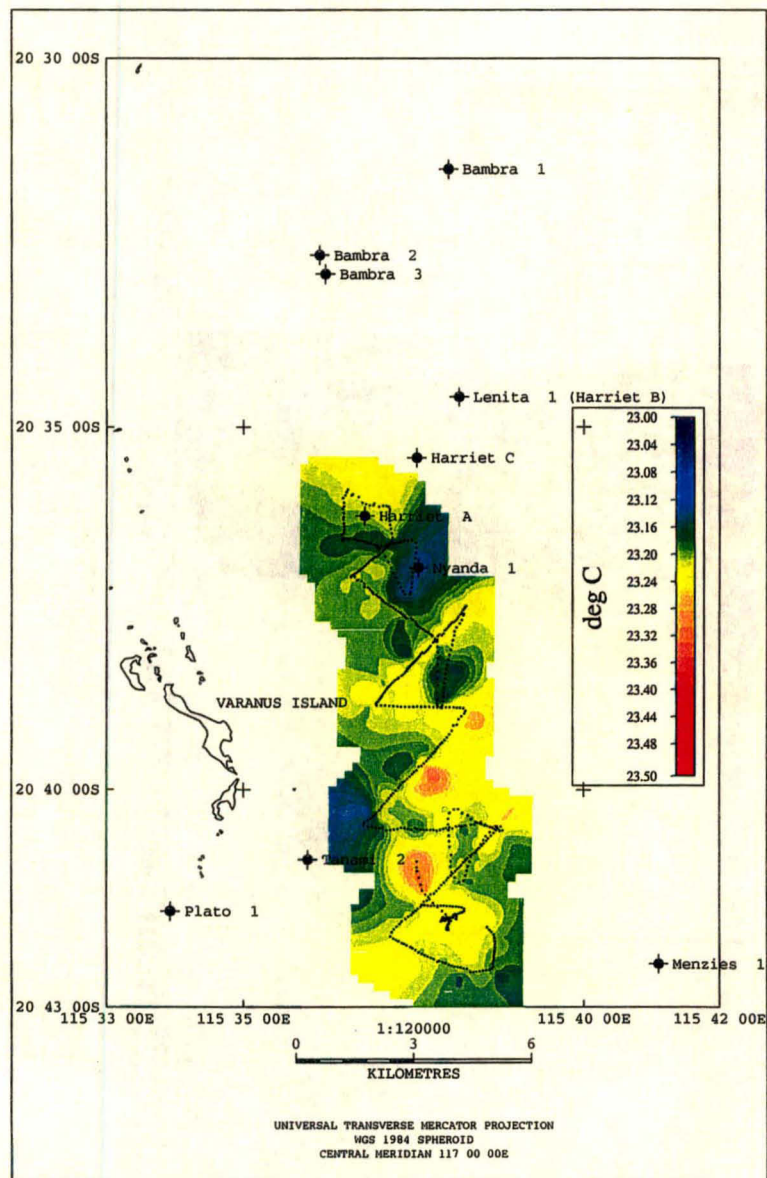 20 30 00S
Bambra 1
Bambra 2
Bambra 3
Lenita 1 (Harriet B)
20 35 00S
Harriet C
Harriet A
Nyanda 1
deg C
23.00
23.04
23.08
23.12
23.16
23.20
23.24
23.28
23.32
23.36
23.40
23.44
23.48
23.50
VARANUS ISLAND
20 40 00S
Tanami 2
Plato 1
Menzies 1
20 43 00S
115 33 00E
115 35 00E
115 40 00E
115 42 00E
1:120000
0 3 6
KILOMETRES
UNIVERSAL TRANSVERSE MERCATOR PROJECTION
WGS 1984 SPHEROID
CENTRAL MERIDIAN 117 00 00E